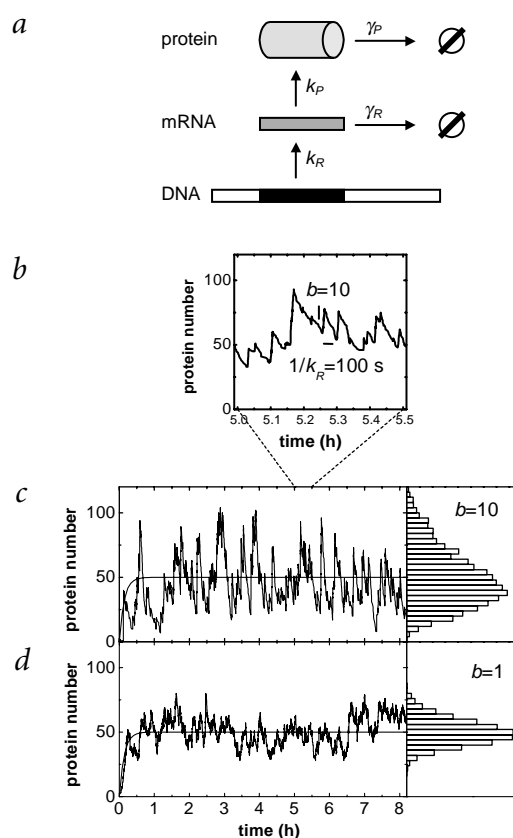 a
protein
γP
kP
mRNA
γR
kR
DNA
b
protein number
100
50
0
b=10
1/kR=100 s
5.0 5.1 5.2 5.3 5.4 5.5
time (h)
c
protein number
100
50
0
b=10
d
protein number
100
50
0
b=1
0 1 2 3 4 5 6 7 8
time (h)